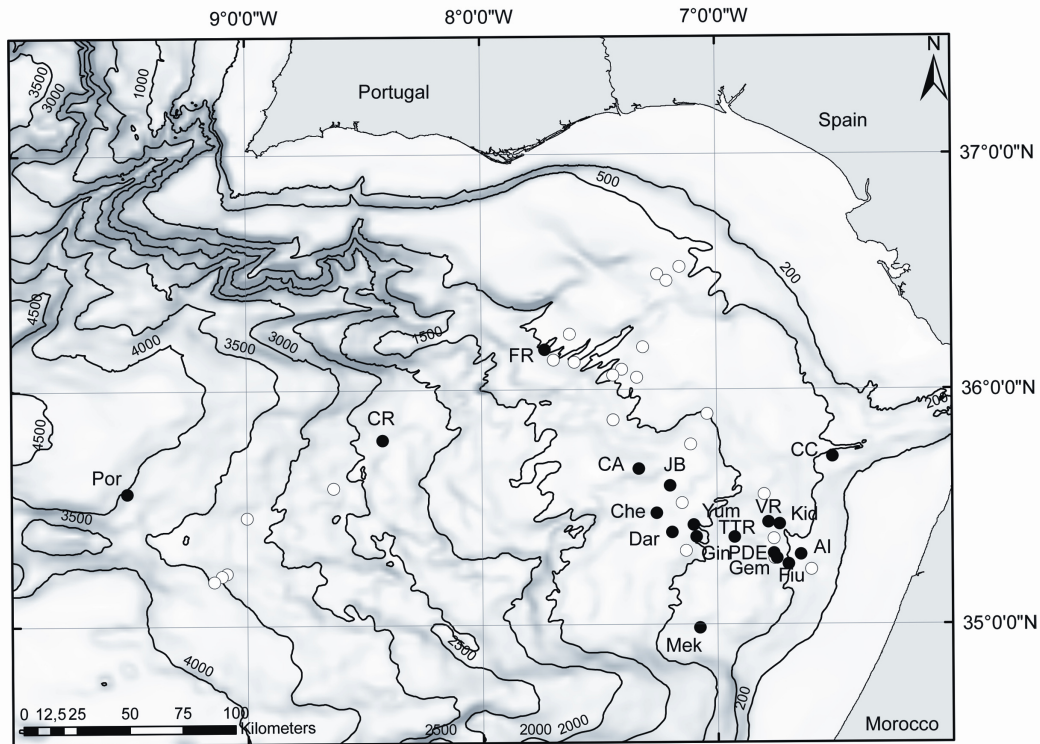 9°0'0"W
8°0'0"W
7°0'0"W
N
3500
3000
1000
Portugal
Spain
37°0'0"N
500
200
4500
4000
3500
3000
1500
FR
36°0'0"N
200
4500
CR
CC
CA
JB
Por
Che
Yum
VR
Kid
3500
Dar
TTR
Gin
PDE
AI
Gem
Fiu
35°0'0"N
Mek
2500
4000
200
0 12,5 25 50 75 100
Kilometers
2500
2000
2000
Morocco